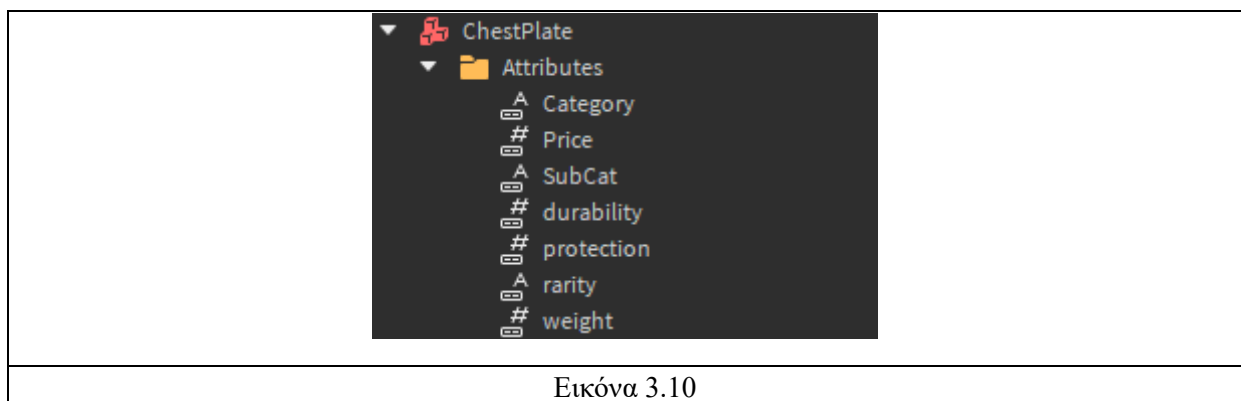 ChestPlate
Attributes
A Category
# Price
A SubCat
# durability
# protection
A rarity
# weight
Εικόνα 3.10